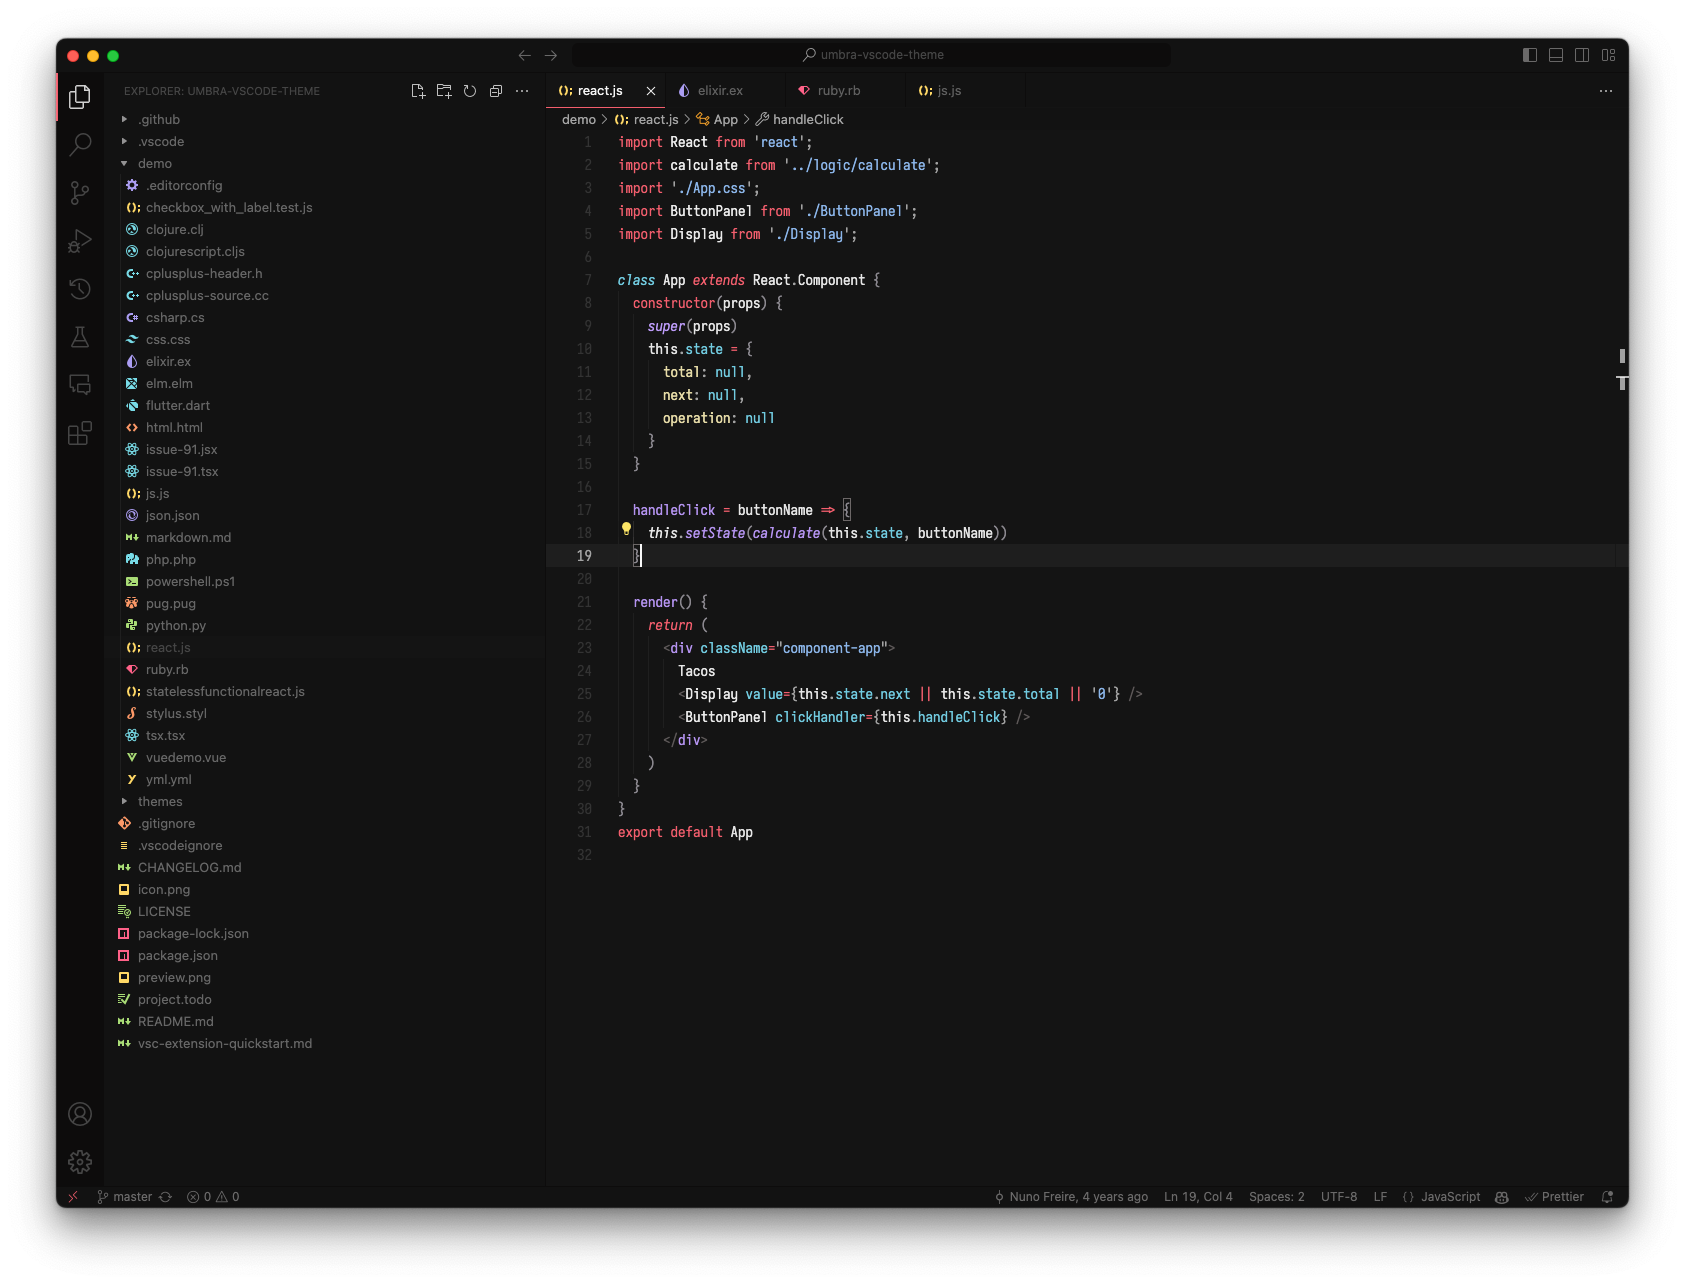 umbra-vscode-theme
EXPLORER: UMBRA-VSCODE-THEME
.github
.vscode
demo
.editorconfig
checkbox_with_label.test.js
clojure.clj
clojurescript.cljs
cplusplus-header.h
cplusplus-source.cc
csharp.cs
css.css
elixir.ex
elm.elm
flutter.dart
html.html
issue-91.jsx
issue-91.tsx
js.js
json.json
markdown.md
php.php
powershell.ps1
pug.pug
python.py
react.js
ruby.rb
statelessfunctionalreact.js
stylus.styl
tsx.tsx
vuedemo.vue
yml.yml
themes
.gitignore
.vscodeignore
CHANGELOG.md
icon.png
LICENSE
package-lock.json
package.json
preview.png
project.todo
README.md
vsc-extension-quickstart.md
react.js elixir.ex ruby.rb js.js
demo > react.js > App > handleClick
1 import React from 'react';
2 import calculate from '../logic/calculate';
3 import './App.css';
4 import ButtonPanel from './ButtonPanel';
5 import Display from './Display';
6
7 class App extends React.Component {
8 constructor(props) {
9 super(props)
10 this.state = {
11 total: null,
12 next: null,
13 operation: null
14 }
15 }
16
17 handleClick = buttonName => {
18 this.setState(calculate(this.state, buttonName))
19 }
20
21 render() {
22 return (
23 <div className="component-app">
24 Tacos
25 <Display value={this.state.next || this.state.total || '0'} />
26 <ButtonPanel clickHandler={this.handleClick} />
27 </div>
28 )
29 }
30 }
31 export default App
32
master 0 0 Nuno Freire, 4 years ago Ln 19, Col 4 Spaces: 2 UTF-8 LF {} JavaScript Prettier